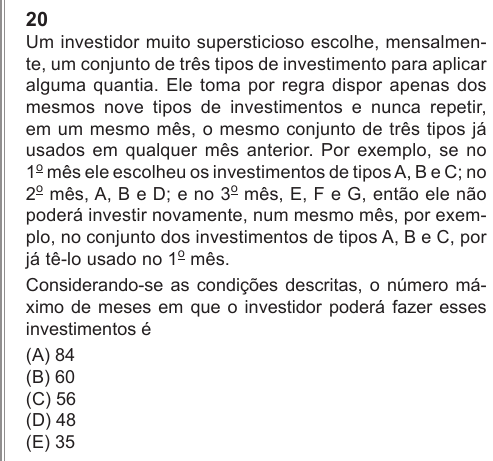 20
Um investidor muito supersticioso escolhe, mensalmen-
te, um conjunto de três tipos de investimento para aplicar
alguma quantia. Ele toma por regra dispor apenas dos
mesmos nove tipos de investimentos e nunca repetir,
em um mesmo mês, o mesmo conjunto de três tipos já
usados em qualquer mês anterior. Por exemplo, se no
1º mês ele escolheu os investimentos de tipos A, B e C; no
2º mês, A, B e D; e no 3º mês, E, F e G, então ele não
poderá investir novamente, num mesmo mês, por exem-
plo, no conjunto dos investimentos de tipos A, B e C, por
já tê-lo usado no 1º mês.
Considerando-se as condições descritas, o número má-
ximo de meses em que o investidor poderá fazer esses
investimentos é
(A) 84
(B) 60
(C) 56
(D) 48
(E) 35